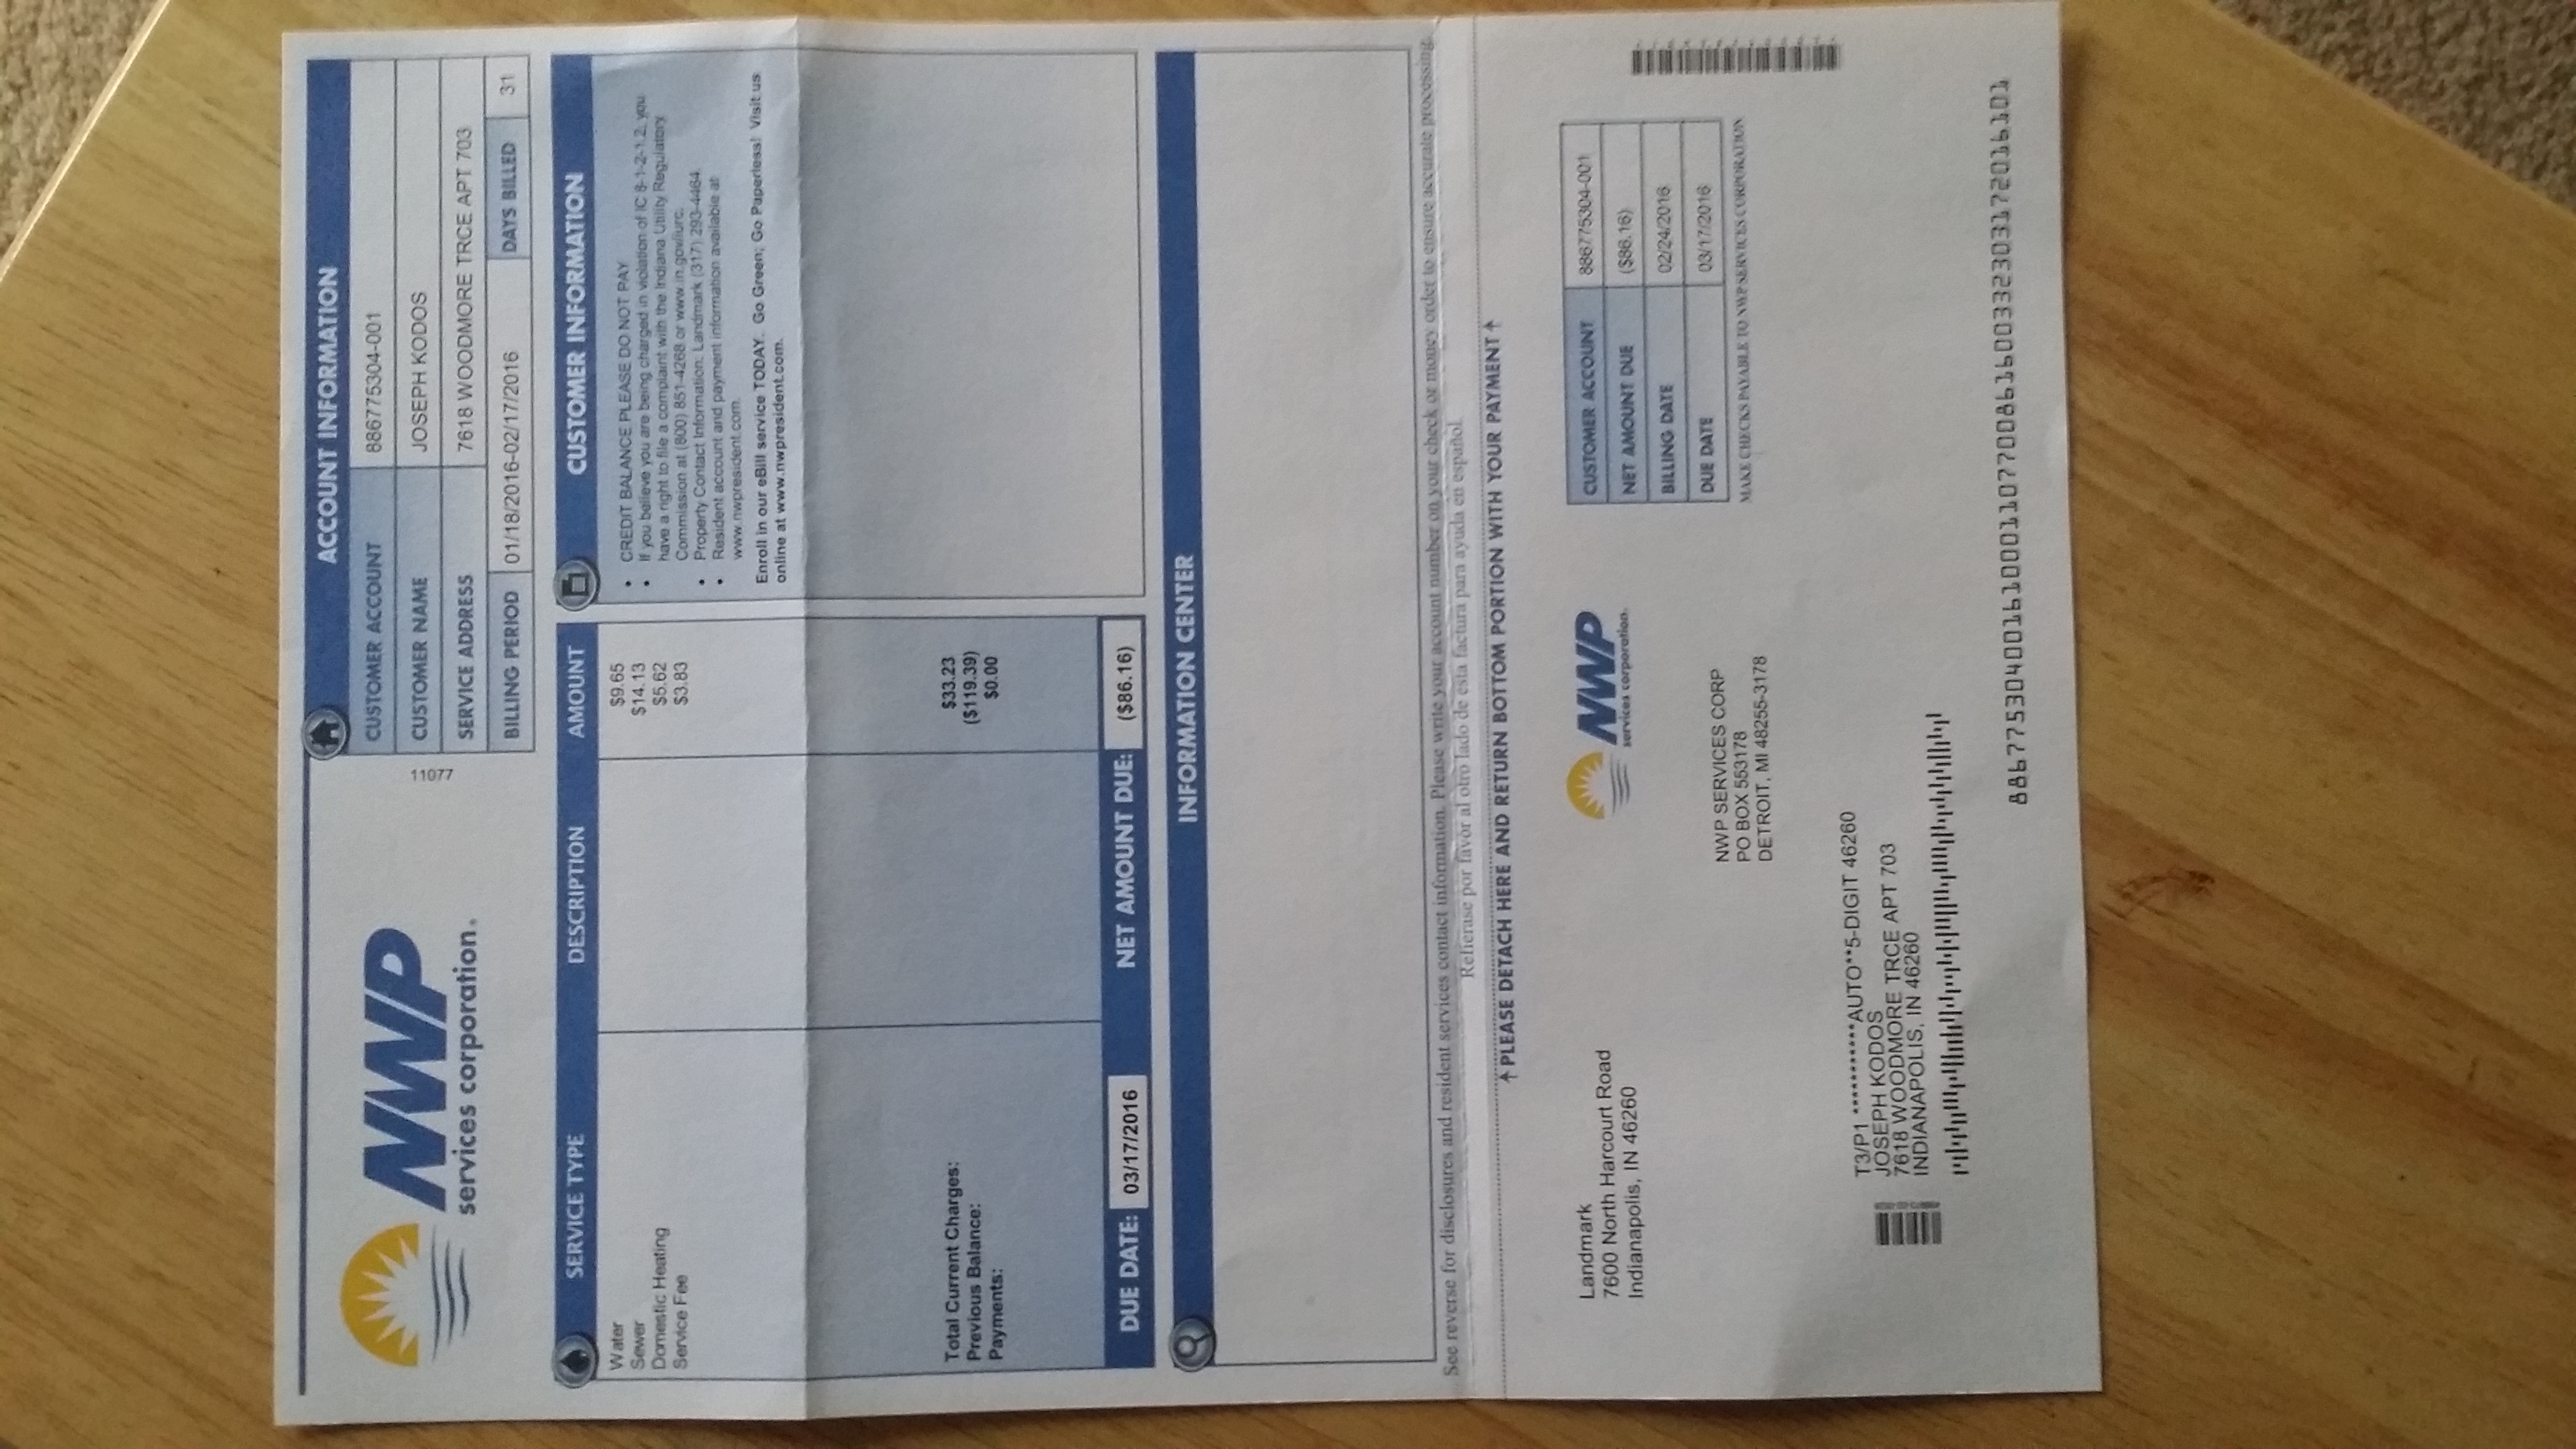 NWP
services corporation.
11077
ACCOUNT INFORMATION
CUSTOMER ACCOUNT 886775304-001
CUSTOMER NAME JOSEPH KODOS
SERVICE ADDRESS 7618 WOODMORE TRCE APT 703
BILLING PERIOD 01/18/2016-02/17/2016 DAYS BILLED 31
SERVICE TYPE DESCRIPTION AMOUNT
Water $9.65
Sewer $14.13
Domestic Heating $5.62
Service Fee $3.83
Total Current Charges: $33.23
Previous Balance: ($119.39)
Payments: $0.00
DUE DATE: 03/17/2016 NET AMOUNT DUE: ($86.16)
CUSTOMER INFORMATION
• CREDIT BALANCE PLEASE DO NOT PAY
• If you believe you are being charged in violation of IC 8-1-2-1.2, you
have a right to file a complaint with the Indiana Utility Regulatory
Commission at (800) 851-4268 or www.in.gov/iurc.
• Property Contact Information: Landmark (317) 293-4464
• Resident account and payment information available at
www.nwpresident.com
Enroll in our eBill service TODAY. Go Green; Go Paperless! Visit us
online at www.nwpresident.com.
INFORMATION CENTER
See reverse for disclosures and resident services contact information. Please write your account number on your check or money order to ensure accurate processing.
Refierase por favor al otro lado de esta factura para ayuda en español.
PLEASE DETACH HERE AND RETURN BOTTOM PORTION WITH YOUR PAYMENT
Landmark
7600 North Harcourt Road
Indianapolis, IN 46260
NWP
services corporation.
CUSTOMER ACCOUNT 886775304-001
NET AMOUNT DUE ($86.16)
BILLING DATE 02/24/2016
DUE DATE 03/17/2016
MAKE CHECKS PAYABLE TO NWP SERVICES CORPORATION
NWP SERVICES CORP
PO BOX 553178
DETROIT, MI 48255-3178
T3/P1 ************AUTO**5-DIGIT 46260
JOSEPH KODOS
7618 WOODMORE TRCE APT 703
INDIANAPOLIS, IN 46260
886775304001610001107700861600332303172016101